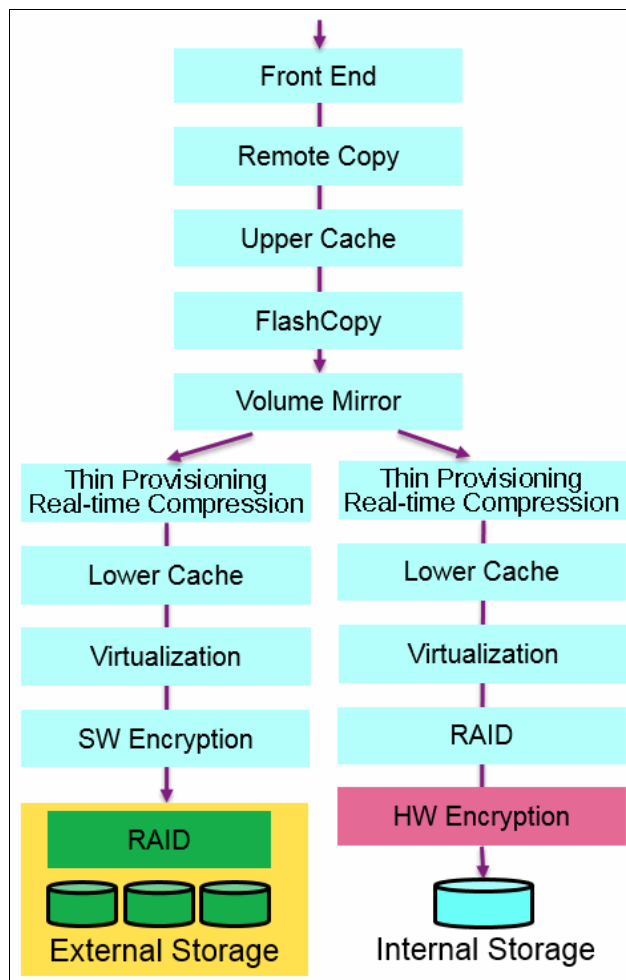 Front End
Remote Copy
Upper Cache
FlashCopy
Volume Mirror
Thin Provisioning
Real-time Compression
Lower Cache
Virtualization
SW Encryption
RAID
External Storage
Thin Provisioning
Real-time Compression
Lower Cache
Virtualization
RAID
HW Encryption
Internal Storage